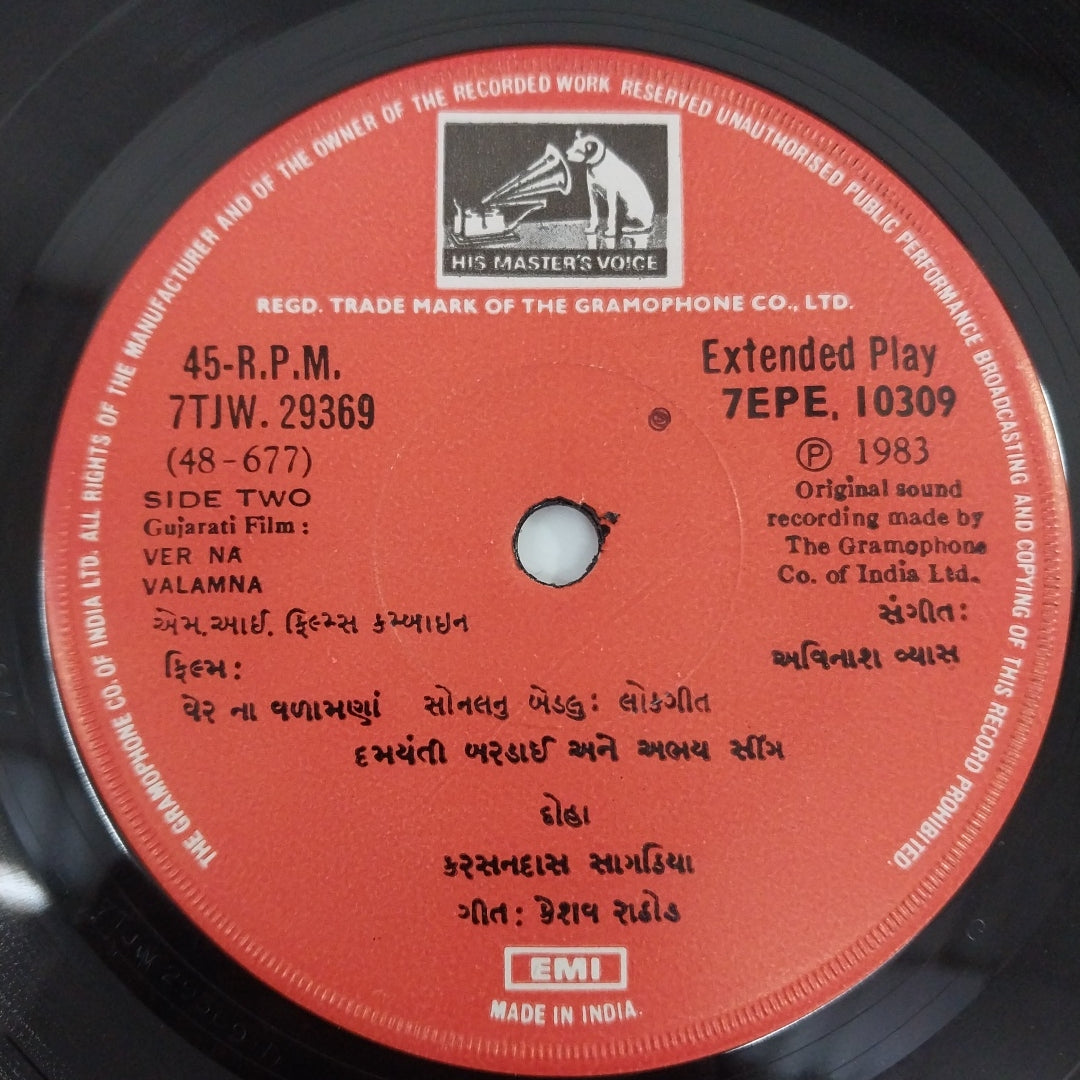 THE GRAMOPHONE CO. OF INDIA LTD. ALL RIGHTS OF THE MANUFACTURER AND OF THE OWNER OF THE RECORDED WORK RESERVED UNAUTHORISED PUBLIC PERFORMANCE BROADCASTING AND COPYING OF THIS RECORD PROHIBITED.
HIS MASTER'S VOICE
REGD. TRADE MARK OF THE GRAMOPHONE CO., LTD.
45-R.P.M.
7TJW. 29369
(48-677)
SIDE TWO
Gujarati Film :
VER NA
VALAMNA
Extended Play
7EPE, 10309
Ⓟ 1983
Original sound
recording made by
The Gramophone
Co. of India Ltd.
એમ.આઈ. ફિલ્મ્સ કમ્બાઇન
સંગીત:
ફિલ્મ:
અવિનાશ વ્યાસ
વેર ના વળામણાં સોનલનુ બેડલુ: લોકગીત
દમયંતી બરડાઈ અને અભય સીંગ
દોહા
કરસનદાસ સાગઠિયા
ગીત: કેશવ રાઠોડ
EMI
MADE IN INDIA.